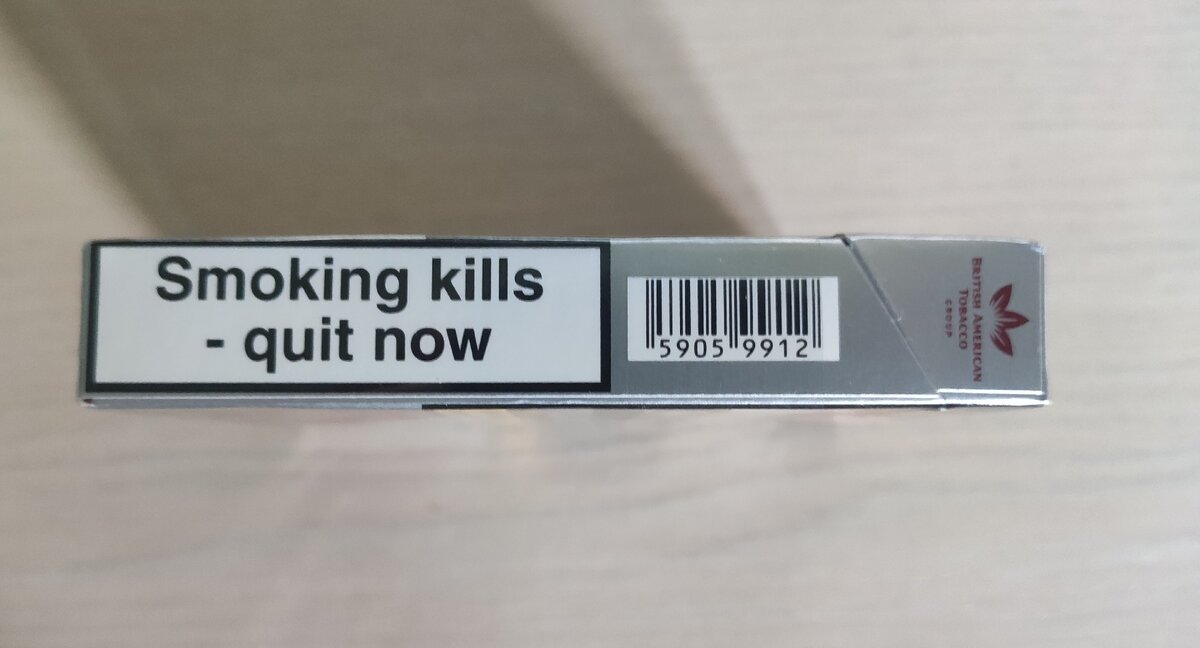 Smoking kills
- quit now
5905 9912
BRITISH AMERICAN
TOBACCO
GROUP